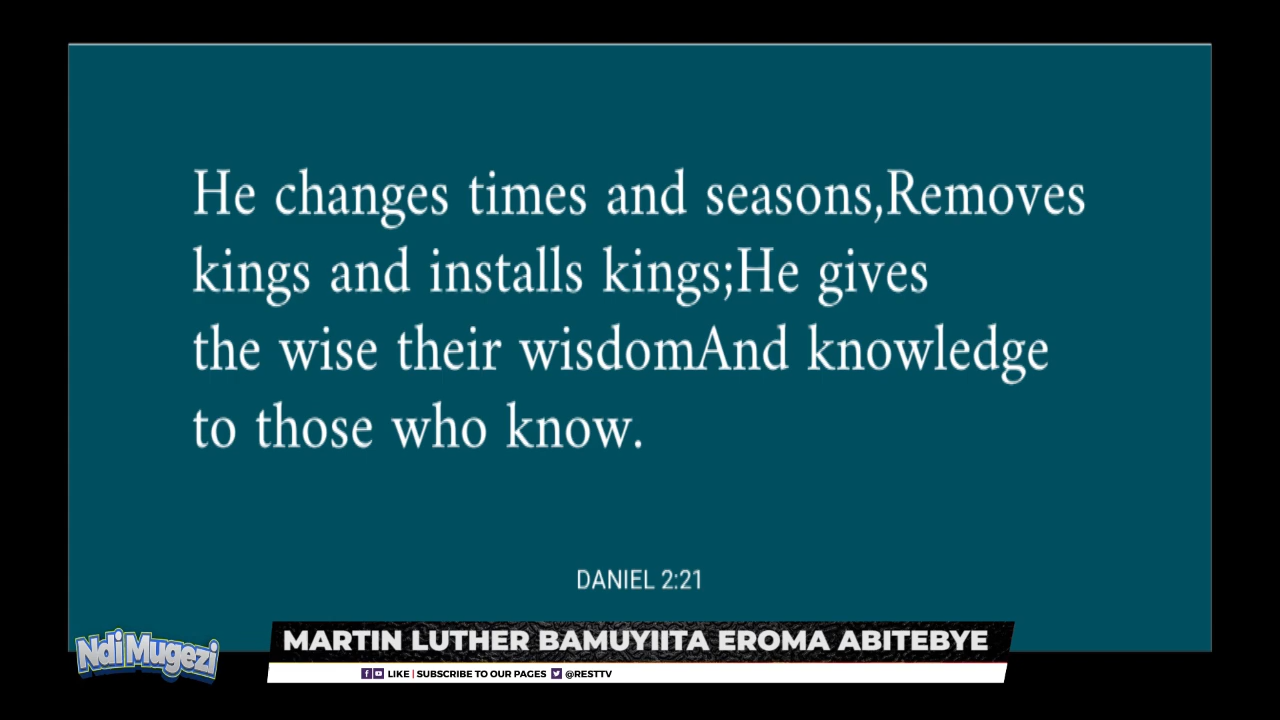 He changes times and seasons,Removes
kings and installs kings;He gives
the wise their wisdomAnd knowledge
to those who know.
DANIEL 2:21
Ndi Mugezi
MARTIN LUTHER BAMUYIITA EROMA ABITEBYE
LIKE | SUBSCRIBE TO OUR PAGES @RESTTV